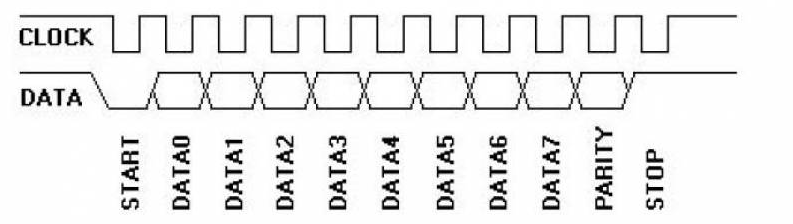 CLOCK
DATA
START
DATA0
DATA1
DATA2
DATA3
DATA4
DATA5
DATA6
DATA7
PARITY
STOP